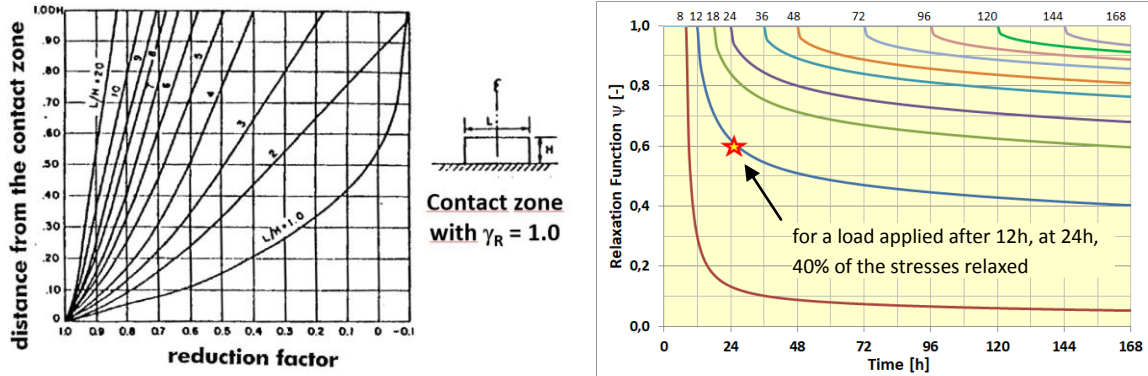 distance from the contact zone
1.00H
.90
.80
.70
.60
.50
.40
.30
.20
.10
0
1.0 0.9 0.8 0.7 0.6 0.5 0.4 0.3 0.2 0.1 0 -0.1
reduction factor
L/H = 20
10
9
8
7
6
5
4
3
2
L/H=1.0
L
H
Contact zone
with γR = 1.0
8 12 18 24 36 48 72 96 120 144 168
Relaxation Function ψ [-]
1,0
0,8
0,6
0,4
0,2
0,0
for a load applied after 12h, at 24h,
40% of the stresses relaxed
0 24 48 72 96 120 144 168
Time [h]